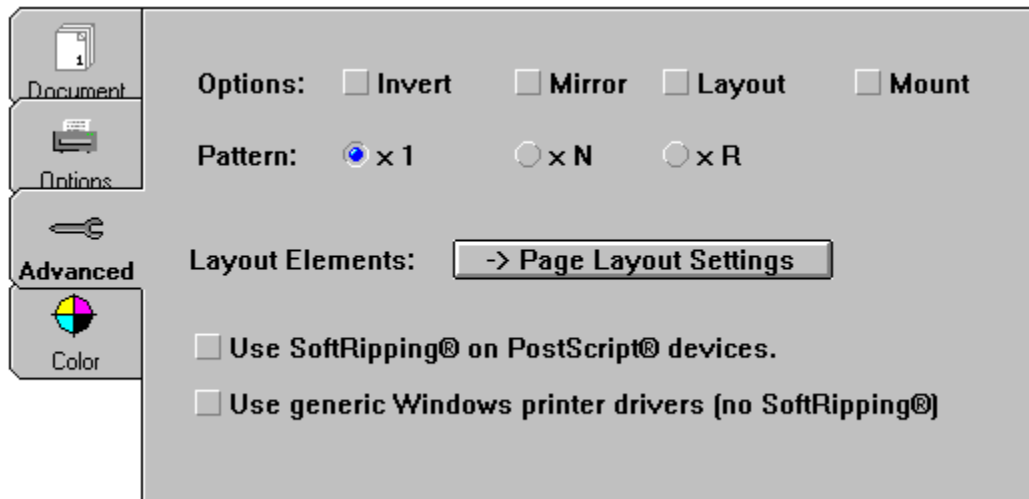 1
Document
Options
Advanced
Color
Options: Invert Mirror Layout Mount
Pattern: x 1 x N x R
Layout Elements: -> Page Layout Settings
Use SoftRipping® on PostScript® devices.
Use generic Windows printer drivers (no SoftRipping®)